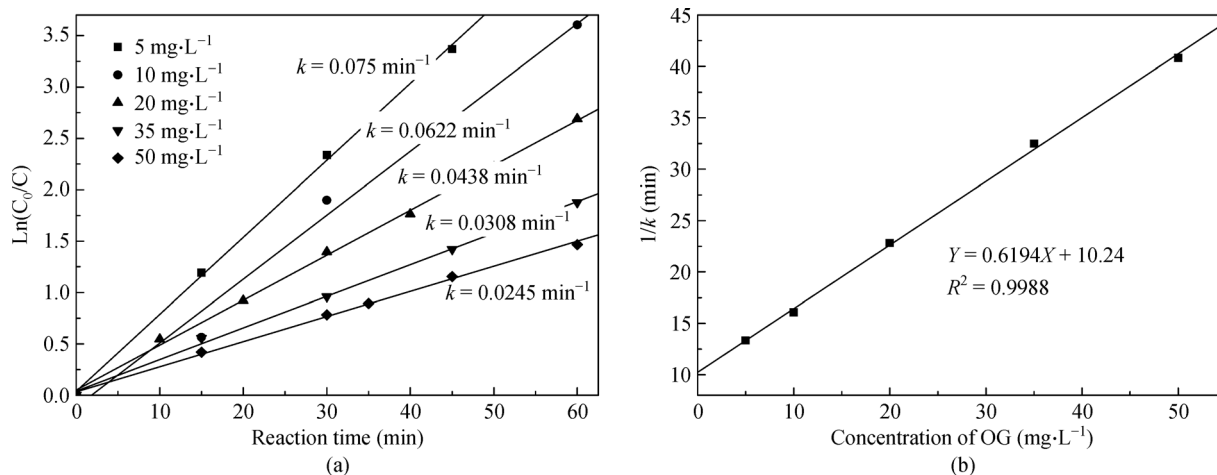 3.5
3.0
2.5
2.0
1.5
1.0
0.5
0.0
Ln(C₀/C)
5 mg·L⁻¹
10 mg·L⁻¹
20 mg·L⁻¹
35 mg·L⁻¹
50 mg·L⁻¹
k = 0.075 min⁻¹
k = 0.0622 min⁻¹
k = 0.0438 min⁻¹
k = 0.0308 min⁻¹
k = 0.0245 min⁻¹
0 10 20 30 40 50 60
Reaction time (min)
(a)
45
40
35
30
25
20
15
10
1/k (min)
Y = 0.6194X + 10.24
R² = 0.9988
0 10 20 30 40 50
Concentration of OG (mg·L⁻¹)
(b)